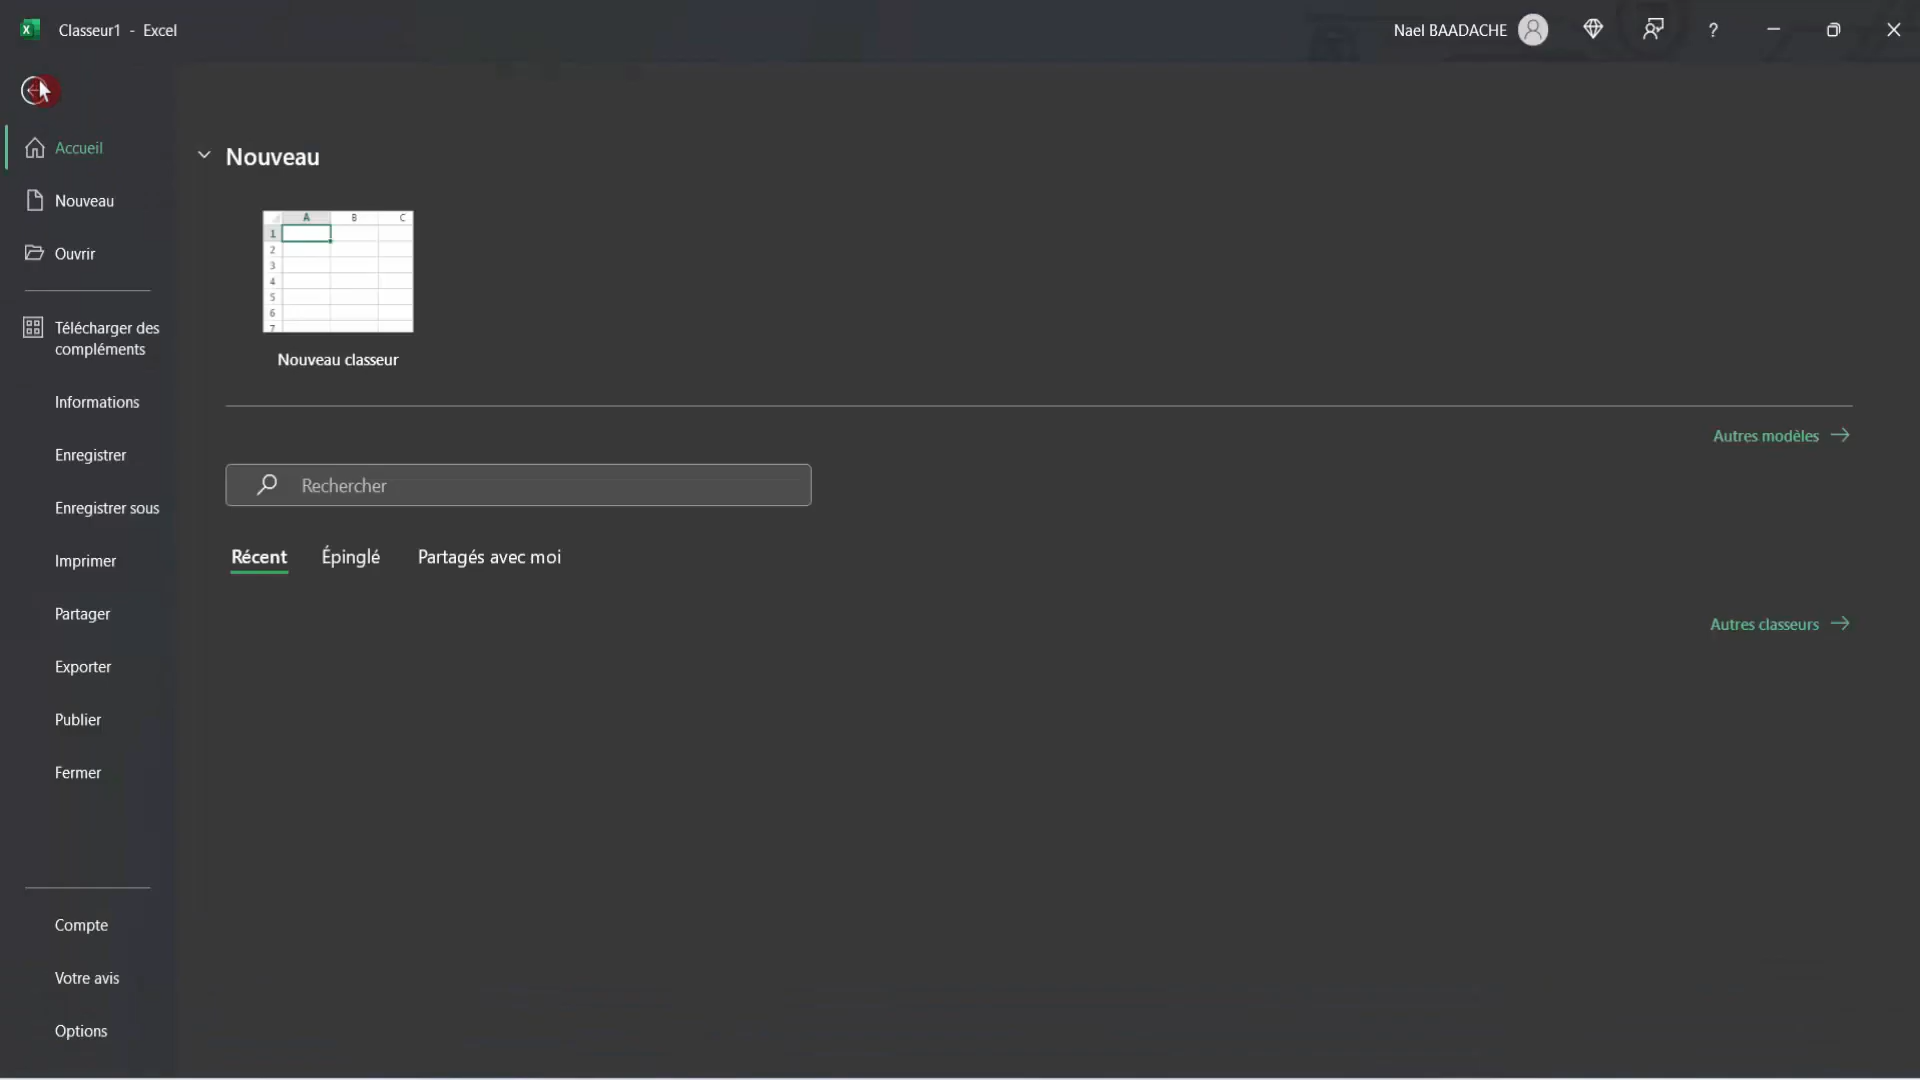 Classeur1 - Excel
Nael BAADACHE
?
Accueil
Nouveau
Ouvrir
Télécharger des
compléments
Informations
Enregistrer
Enregistrer sous
Imprimer
Partager
Exporter
Publier
Fermer
Compte
Votre avis
Options
Nouveau
A B C
1
2
3
4
5
6
7
Nouveau classeur
Autres modèles
Rechercher
Récent Épinglé Partagés avec moi
Autres classeurs